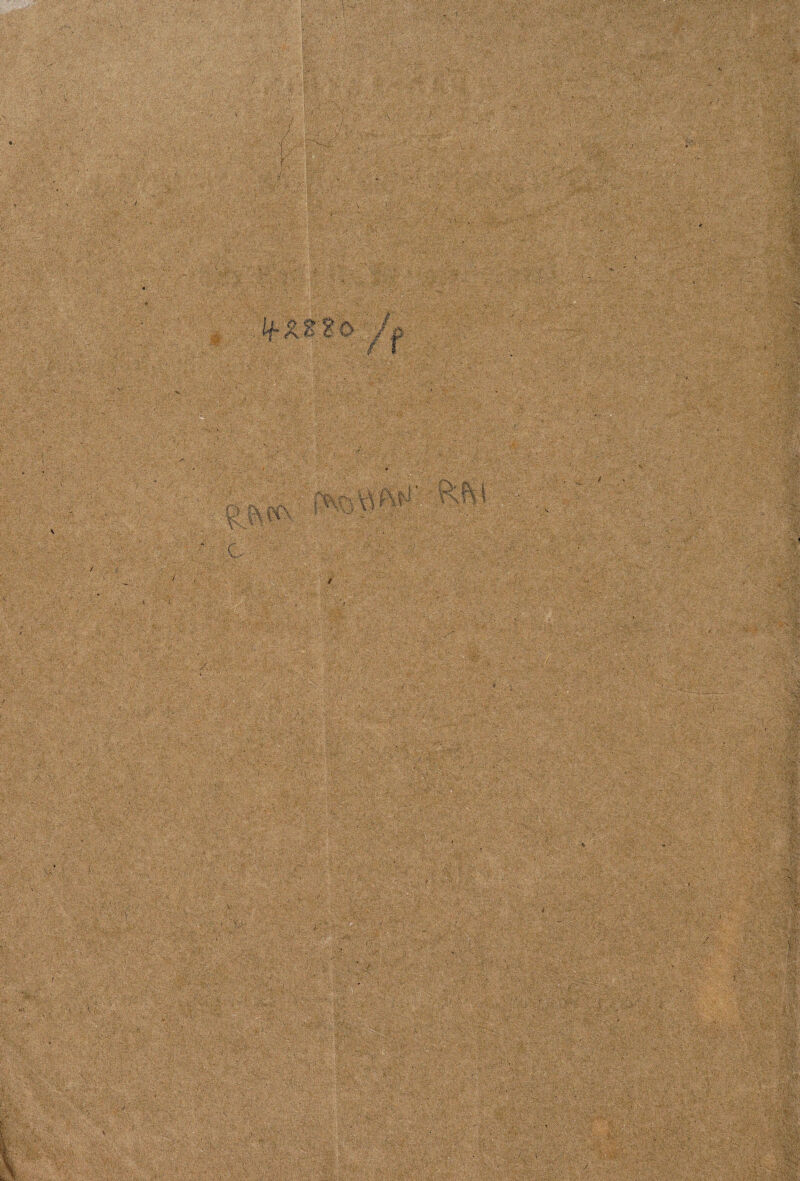 42880/p
RAM MOHAN RAI
C